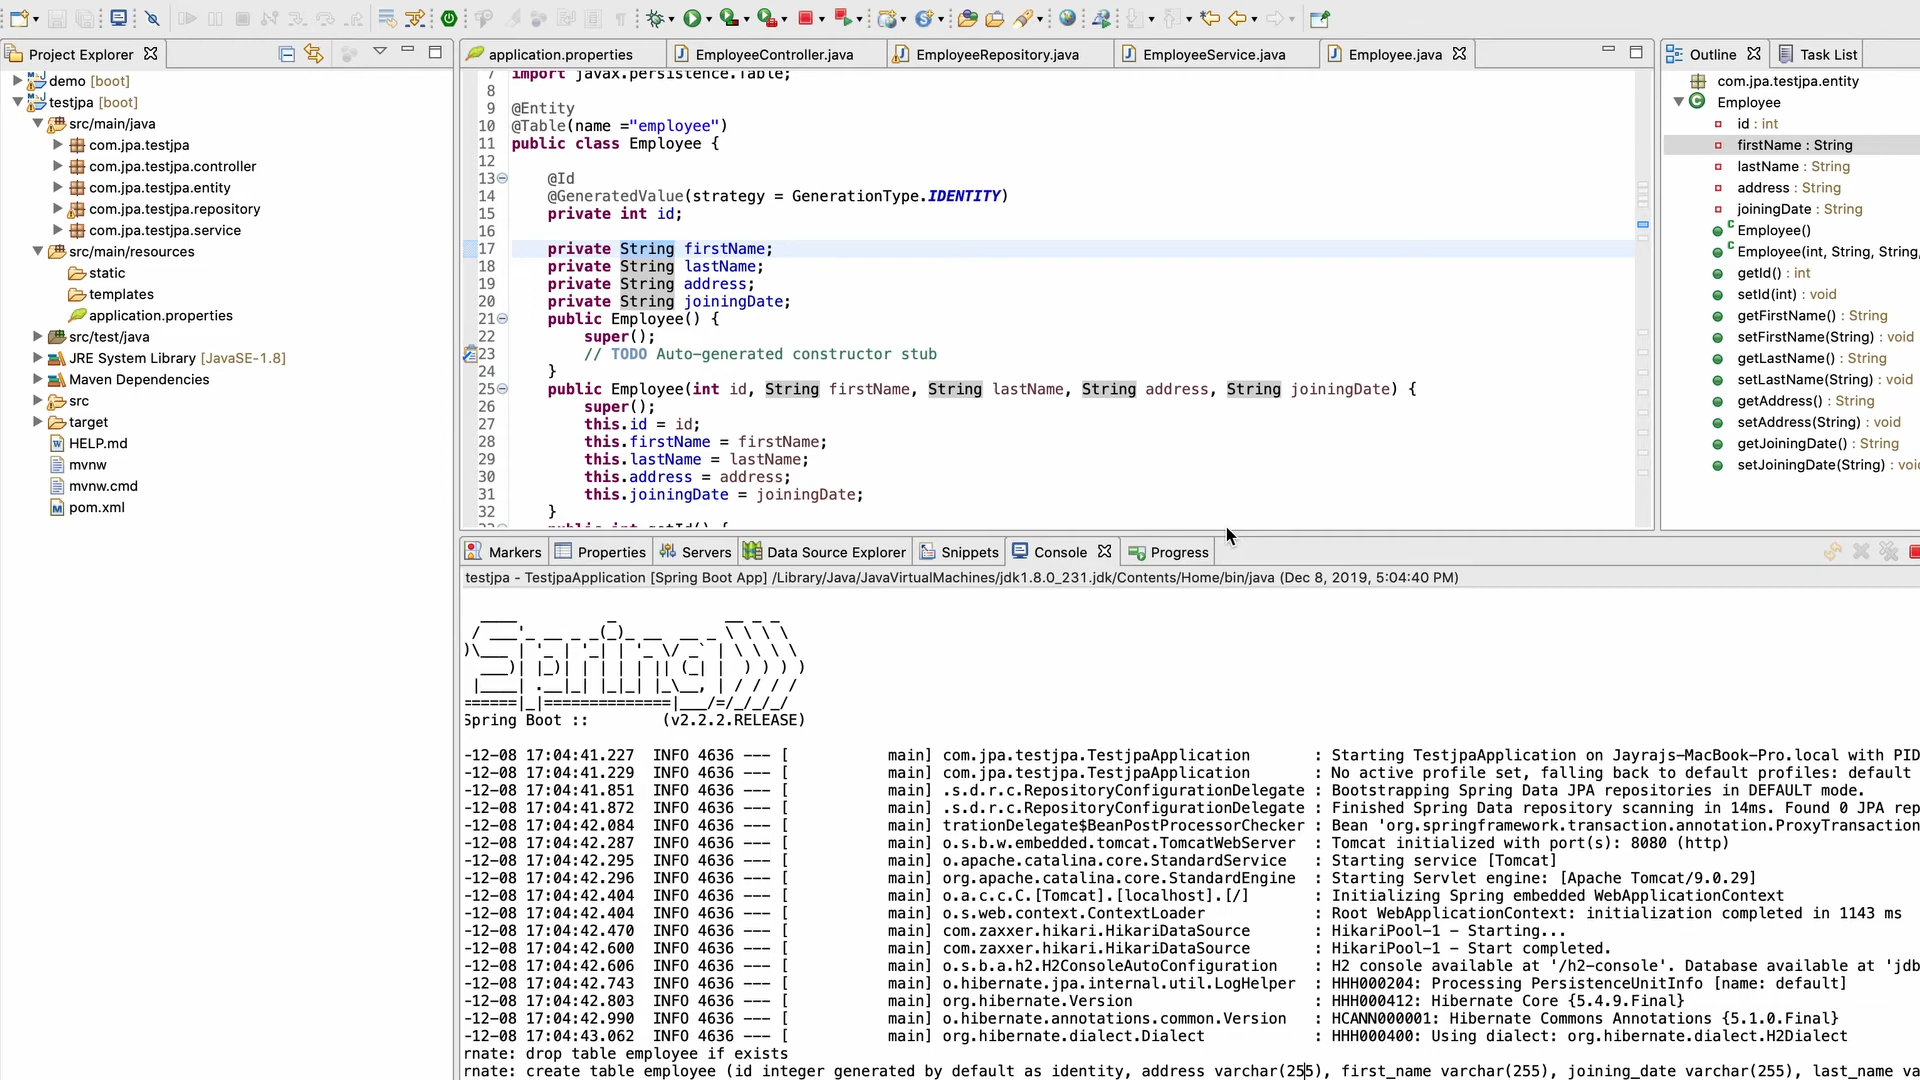 Project Explorer
application.properties
EmployeeController.java
EmployeeRepository.java
EmployeeService.java
Employee.java
Outline
Task List
demo [boot]
testjpa [boot]
src/main/java
com.jpa.testjpa
com.jpa.testjpa.controller
com.jpa.testjpa.entity
com.jpa.testjpa.repository
com.jpa.testjpa.service
src/main/resources
static
templates
application.properties
src/test/java
JRE System Library [JavaSE-1.8]
Maven Dependencies
src
target
HELP.md
mvnw
mvnw.cmd
pom.xml
7 import javax.persistence.Table;
8
9 @Entity
10 @Table(name ="employee")
11 public class Employee {
12
13 @Id
14 @GeneratedValue(strategy = GenerationType.IDENTITY)
15 private int id;
16
17 private String firstName;
18 private String lastName;
19 private String address;
20 private String joiningDate;
21 public Employee() {
22 super();
23 // TODO Auto-generated constructor stub
24 }
25 public Employee(int id, String firstName, String lastName, String address, String joiningDate) {
26 super();
27 this.id = id;
28 this.firstName = firstName;
29 this.lastName = lastName;
30 this.address = address;
31 this.joiningDate = joiningDate;
32 }
33 public int getId() {
com.jpa.testjpa.entity
Employee
id : int
firstName : String
lastName : String
address : String
joiningDate : String
Employee()
Employee(int, String, String,
getId() : int
setId(int) : void
getFirstName() : String
setFirstName(String) : void
getLastName() : String
setLastName(String) : void
getAddress() : String
setAddress(String) : void
getJoiningDate() : String
setJoiningDate(String) : void
Markers
Properties
Servers
Data Source Explorer
Snippets
Console
Progress
testjpa - TestjpaApplication [Spring Boot App] /Library/Java/JavaVirtualMachines/jdk1.8.0_231.jdk/Contents/Home/bin/java (Dec 8, 2019, 5:04:40 PM)
Spring
Spring Boot :: (v2.2.2.RELEASE)
-12-08 17:04:41.227 INFO 4636 --- [ main] com.jpa.testjpa.TestjpaApplication : Starting TestjpaApplication on Jayrajs-MacBook-Pro.local with PID
-12-08 17:04:41.229 INFO 4636 --- [ main] com.jpa.testjpa.TestjpaApplication : No active profile set, falling back to default profiles: default
-12-08 17:04:41.851 INFO 4636 --- [ main] .s.d.r.c.RepositoryConfigurationDelegate : Bootstrapping Spring Data JPA repositories in DEFAULT mode.
-12-08 17:04:41.872 INFO 4636 --- [ main] .s.d.r.c.RepositoryConfigurationDelegate : Finished Spring Data repository scanning in 14ms. Found 0 JPA rep
-12-08 17:04:42.084 INFO 4636 --- [ main] trationDelegate$BeanPostProcessorChecker : Bean 'org.springframework.transaction.annotation.ProxyTransaction
-12-08 17:04:42.287 INFO 4636 --- [ main] o.s.b.w.embedded.tomcat.TomcatWebServer : Tomcat initialized with port(s): 8080 (http)
-12-08 17:04:42.295 INFO 4636 --- [ main] o.apache.catalina.core.StandardService : Starting service [Tomcat]
-12-08 17:04:42.296 INFO 4636 --- [ main] org.apache.catalina.core.StandardEngine : Starting Servlet engine: [Apache Tomcat/9.0.29]
-12-08 17:04:42.404 INFO 4636 --- [ main] o.a.c.c.C.[Tomcat].[localhost].[/] : Initializing Spring embedded WebApplicationContext
-12-08 17:04:42.404 INFO 4636 --- [ main] o.s.web.context.ContextLoader : Root WebApplicationContext: initialization completed in 1143 ms
-12-08 17:04:42.470 INFO 4636 --- [ main] com.zaxxer.hikari.HikariDataSource : HikariPool-1 - Starting...
-12-08 17:04:42.600 INFO 4636 --- [ main] com.zaxxer.hikari.HikariDataSource : HikariPool-1 - Start completed.
-12-08 17:04:42.606 INFO 4636 --- [ main] o.s.b.a.h2.H2ConsoleAutoConfiguration : H2 console available at '/h2-console'. Database available at 'jdb
-12-08 17:04:42.743 INFO 4636 --- [ main] o.hibernate.jpa.internal.util.LogHelper : HHH000204: Processing PersistenceUnitInfo [name: default]
-12-08 17:04:42.803 INFO 4636 --- [ main] org.hibernate.Version : HHH000412: Hibernate Core {5.4.9.Final}
-12-08 17:04:42.990 INFO 4636 --- [ main] o.hibernate.annotations.common.Version : HCANN000001: Hibernate Commons Annotations {5.1.0.Final}
-12-08 17:04:43.062 INFO 4636 --- [ main] org.hibernate.dialect.Dialect : HHH000400: Using dialect: org.hibernate.dialect.H2Dialect
rnate: drop table employee if exists
rnate: create table employee (id integer generated by default as identity, address varchar(255), first_name varchar(255), joining_date varchar(255), last_name va